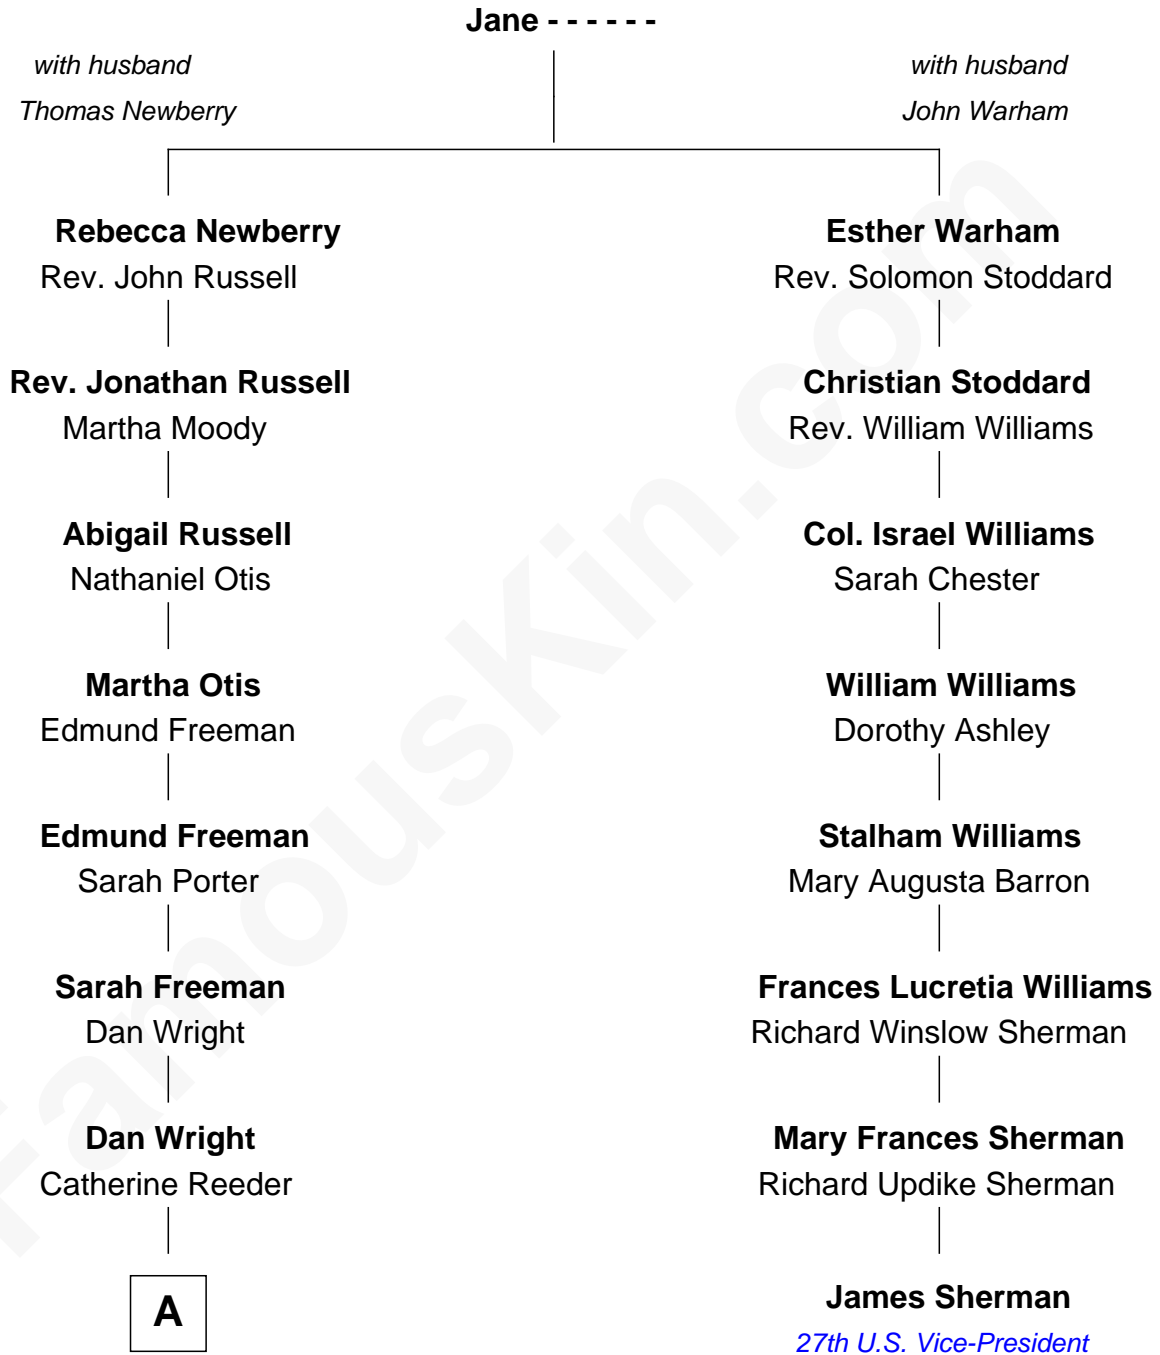 Jane - - - - - -
with husband
Thomas Newberry
with husband
John Warham
Rebecca Newberry
Rev. John Russell
Esther Warham
Rev. Solomon Stoddard
Rev. Jonathan Russell
Martha Moody
Christian Stoddard
Rev. William Williams
Abigail Russell
Nathaniel Otis
Col. Israel Williams
Sarah Chester
Martha Otis
Edmund Freeman
William Williams
Dorothy Ashley
Edmund Freeman
Sarah Porter
Stalham Williams
Mary Augusta Barron
Sarah Freeman
Dan Wright
Frances Lucretia Williams
Richard Winslow Sherman
Dan Wright
Catherine Reeder
Mary Frances Sherman
Richard Updike Sherman
A
James Sherman
27th U.S. Vice-President
FamousKin.com